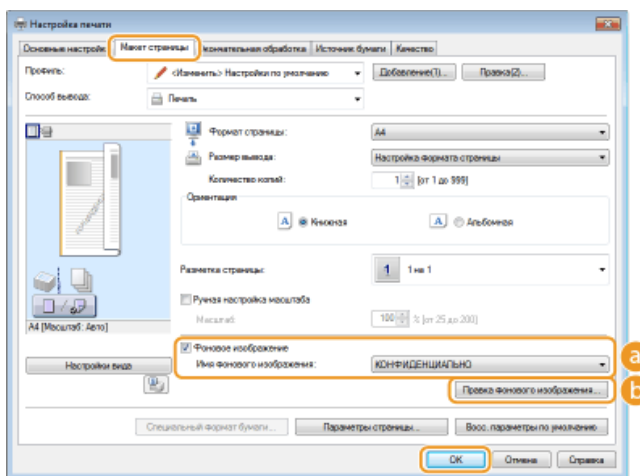 Настройка печати
Основные настройки Макет страницы Окончательная обработка Источник бумаги Качество
Профиль: <Изменить> Настройки по умолчанию Добавление(1)... Правка(2)...
Способ вывода: Печать
Формат страницы: A4
Размер вывода: Настройка формата страницы
Количество копий: 1 [от 1 до 999]
Ориентация
A Книжная A Альбомная
Разметка страницы: 1 1 на 1
Ручная настройка масштаба
Масштаб: 100 % [от 25 до 200]
A4 [Масштаб: Авто]
Фоновое изображение
Имя фонового изображения: КОНФИДЕНЦИАЛЬНО
a
Настройки вида
Правка фонового изображения...
b
Специальный формат бумаги... Параметры страницы... Восс. параметры по умолчанию
OK Отмена Справка